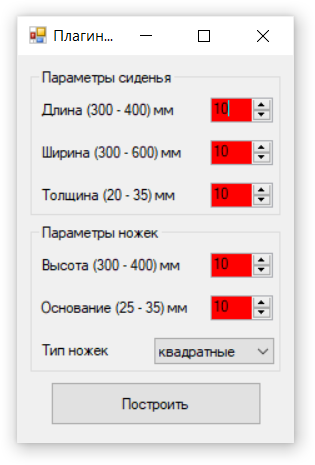 Плагин...
Параметры сиденья
Длина (300 - 400) мм 10
Ширина (300 - 600) мм 10
Толщина (20 - 35) мм 10
Параметры ножек
Высота (300 - 400) мм 10
Основание (25 - 35) мм 10
Тип ножек квадратные
Построить